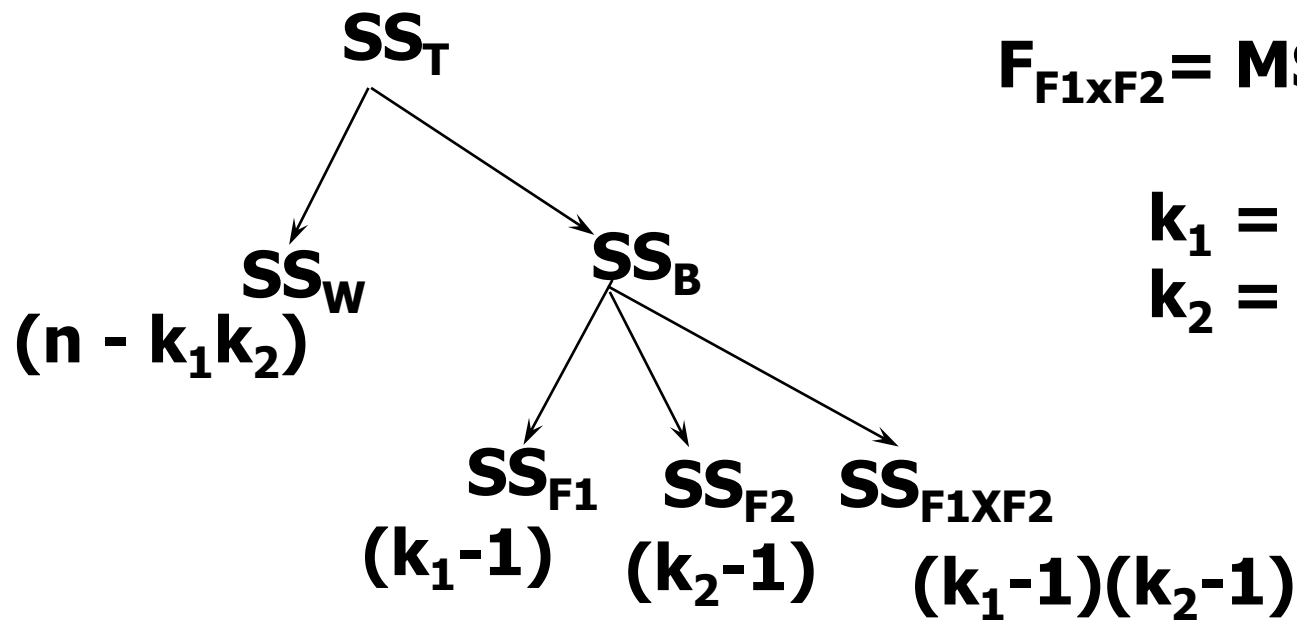 SS_T
F_F1xF2 = MS
k_1 =
k_2 =
SS_W
(n - k_1k_2)
SS_B
SS_F1 SS_F2 SS_F1XF2
(k_1-1) (k_2-1) (k_1-1)(k_2-1)